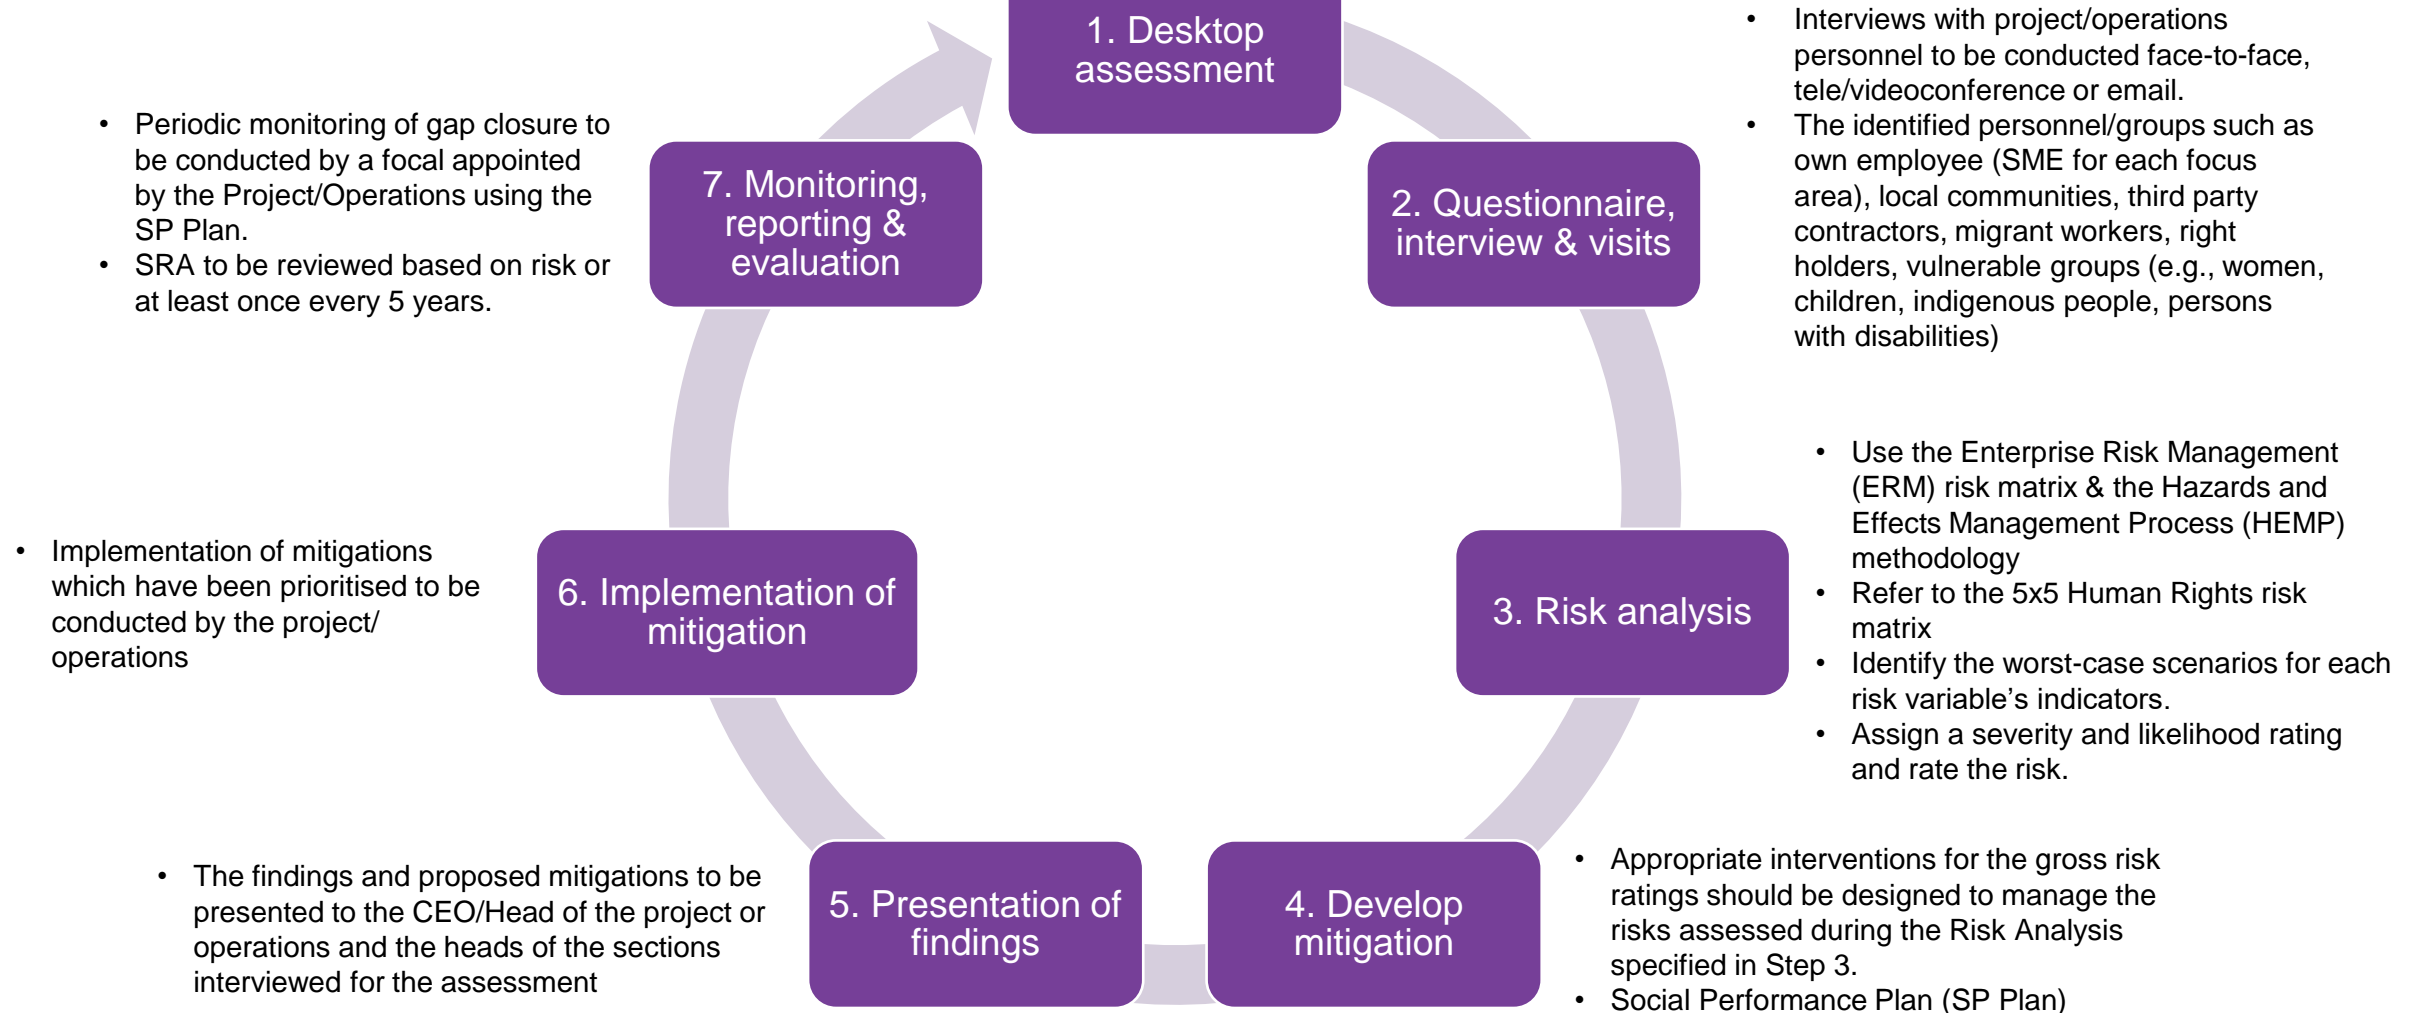 1. Desktop
assessment
• Interviews with project/operations
personnel to be conducted face-to-face,
tele/videoconference or email.
• The identified personnel/groups such as
own employee (SME for each focus
area), local communities, third party
contractors, migrant workers, right
holders, vulnerable groups (e.g., women,
children, indigenous people, persons
with disabilities)
2. Questionnaire,
interview & visits
• Use the Enterprise Risk Management
(ERM) risk matrix & the Hazards and
Effects Management Process (HEMP)
methodology
• Refer to the 5x5 Human Rights risk
matrix
• Identify the worst-case scenarios for each
risk variable’s indicators.
• Assign a severity and likelihood rating
and rate the risk.
3. Risk analysis
• Appropriate interventions for the gross risk
ratings should be designed to manage the
risks assessed during the Risk Analysis
specified in Step 3.
• Social Performance Plan (SP Plan)
4. Develop
mitigation
5. Presentation of
findings
• The findings and proposed mitigations to be
presented to the CEO/Head of the project or
operations and the heads of the sections
interviewed for the assessment
6. Implementation of
mitigation
• Implementation of mitigations
which have been prioritised to be
conducted by the project/
operations
7. Monitoring,
reporting &
evaluation
• Periodic monitoring of gap closure to
be conducted by a focal appointed
by the Project/Operations using the
SP Plan.
• SRA to be reviewed based on risk or
at least once every 5 years.